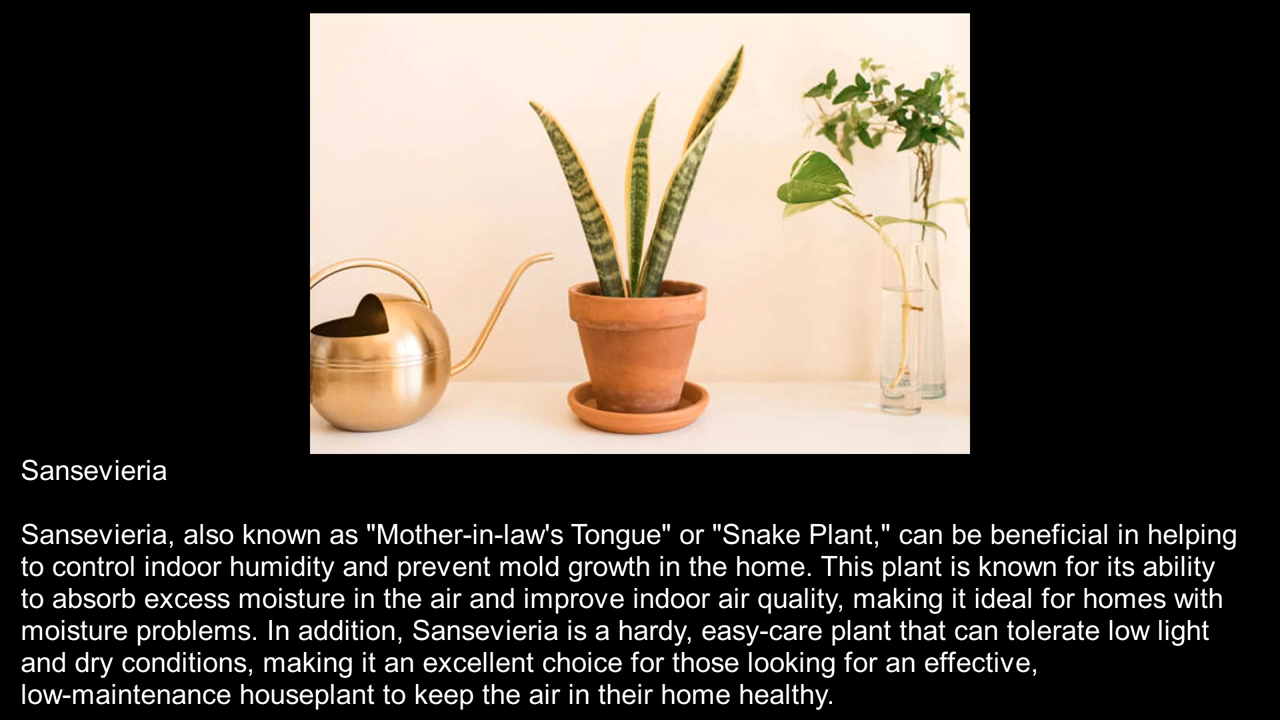 Sansevieria
Sansevieria, also known as "Mother-in-law's Tongue" or "Snake Plant," can be beneficial in helping
to control indoor humidity and prevent mold growth in the home. This plant is known for its ability
to absorb excess moisture in the air and improve indoor air quality, making it ideal for homes with
moisture problems. In addition, Sansevieria is a hardy, easy-care plant that can tolerate low light
and dry conditions, making it an excellent choice for those looking for an effective,
low-maintenance houseplant to keep the air in their home healthy.